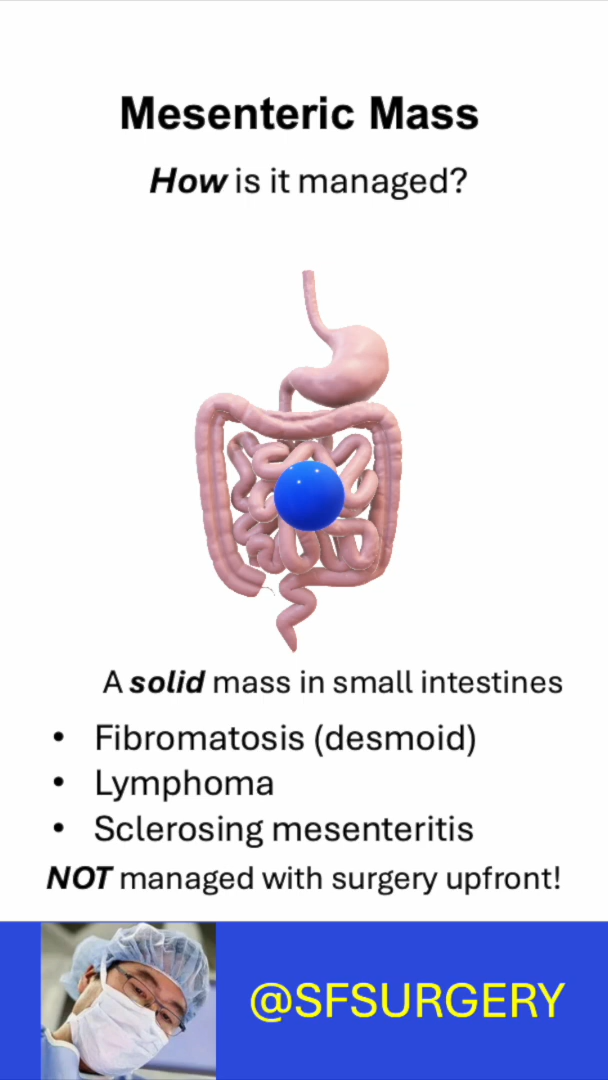 Mesenteric Mass
How is it managed?
A solid mass in small intestines
• Fibromatosis (desmoid)
• Lymphoma
• Sclerosing mesenteritis
NOT managed with surgery upfront!
@SFSURGERY